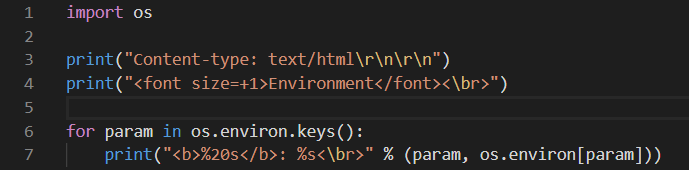 1 import os
2
3 print("Content-type: text/html\r\n\r\n")
4 print("<font size=+1>Environment</font><\br>")
5
6 for param in os.environ.keys():
7     print("<b>%20s</b>: %s<\br>" % (param, os.environ[param]))